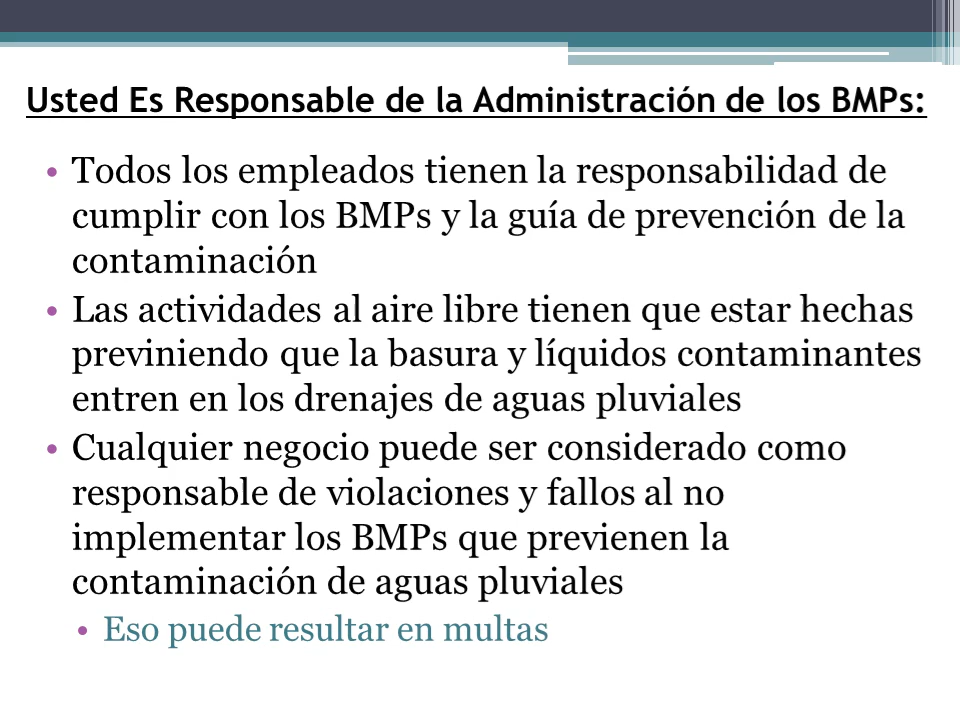 Usted Es Responsable de la Administración de los BMPs:
• Todos los empleados tienen la responsabilidad de
cumplir con los BMPs y la guía de prevención de la
contaminación
• Las actividades al aire libre tienen que estar hechas
previniendo que la basura y líquidos contaminantes
entren en los drenajes de aguas pluviales
• Cualquier negocio puede ser considerado como
responsable de violaciones y fallos al no
implementar los BMPs que previenen la
contaminación de aguas pluviales
• Eso puede resultar en multas